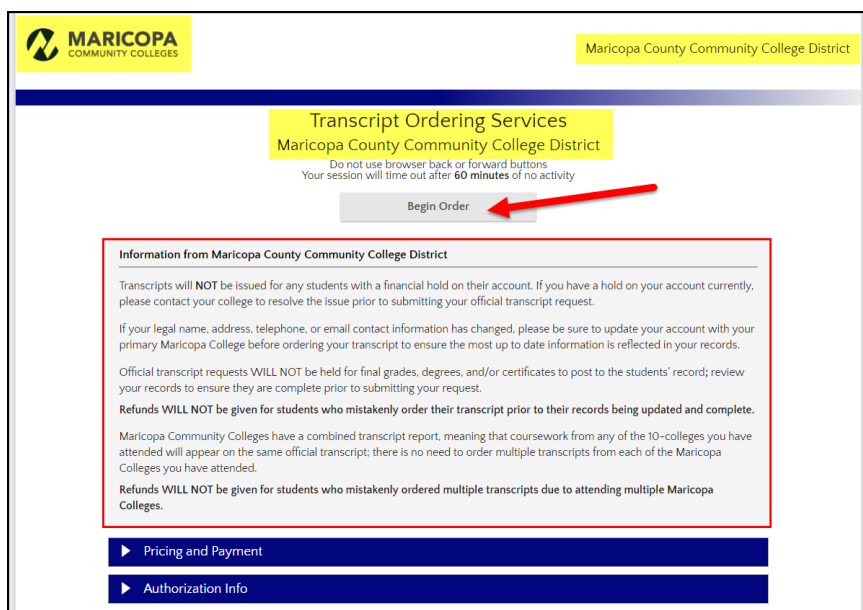 MARICOPA
COMMUNITY COLLEGES
Maricopa County Community College District
Transcript Ordering Services
Maricopa County Community College District
Do not use browser back or forward buttons
Your session will time out after 60 minutes of no activity
Begin Order
Information from Maricopa County Community College District
Transcripts will NOT be issued for any students with a financial hold on their account. If you have a hold on your account currently,
please contact your college to resolve the issue prior to submitting your official transcript request.
If your legal name, address, telephone, or email contact information has changed, please be sure to update your account with your
primary Maricopa College before ordering your transcript to ensure the most up to date information is reflected in your records.
Official transcript requests WILL NOT be held for final grades, degrees, and/or certificates to post to the students' record; review
your records to ensure they are complete prior to submitting your request.
Refunds WILL NOT be given for students who mistakenly order their transcript prior to their records being updated and complete.
Maricopa Community Colleges have a combined transcript report, meaning that coursework from any of the 10-colleges you have
attended will appear on the same official transcript; there is no need to order multiple transcripts from each of the Maricopa
Colleges you have attended.
Refunds WILL NOT be given for students who mistakenly ordered multiple transcripts due to attending multiple Maricopa
Colleges.
Pricing and Payment
Authorization Info